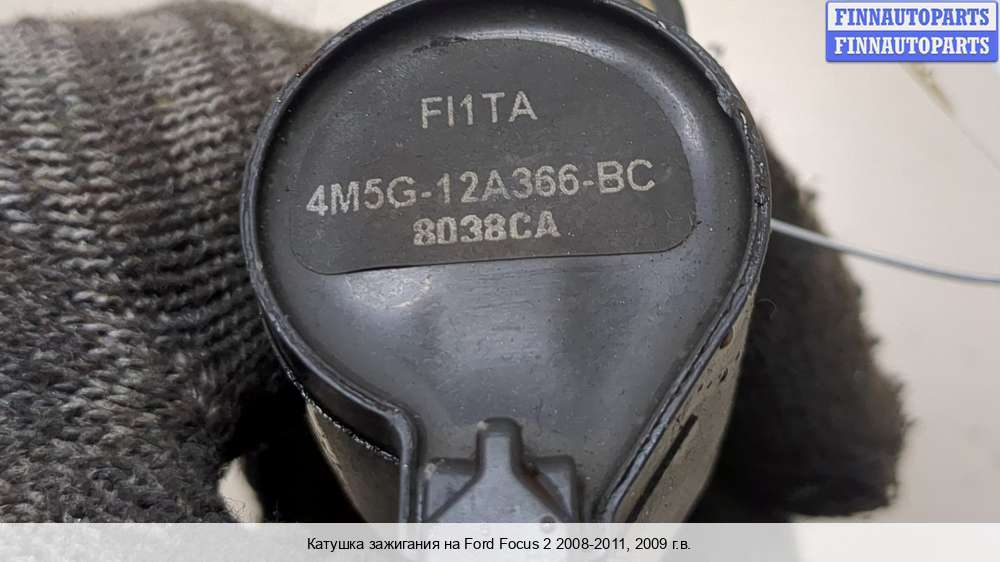 FINNAUTOPARTS
FINNAUTOPARTS
FI1TA
4M5G-12A366-BC
8038CA
Катушка зажигания на Ford Focus 2 2008-2011, 2009 г.в.